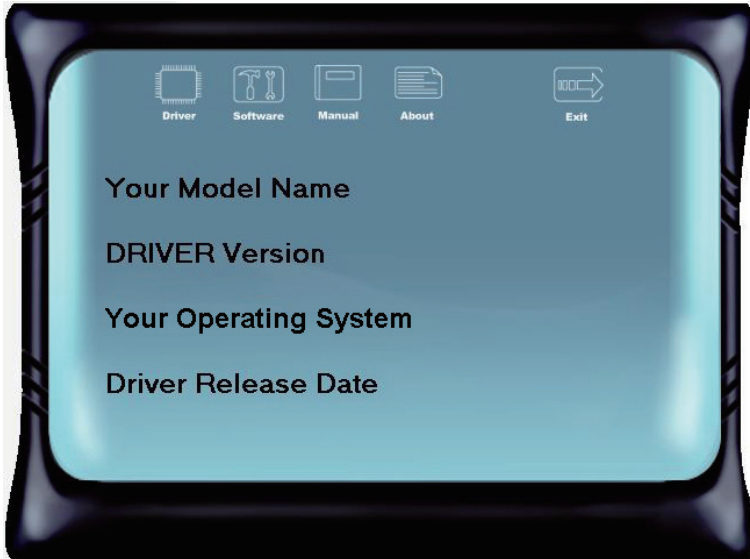 Driver Software Manual About Exit
Your Model Name
DRIVER Version
Your Operating System
Driver Release Date